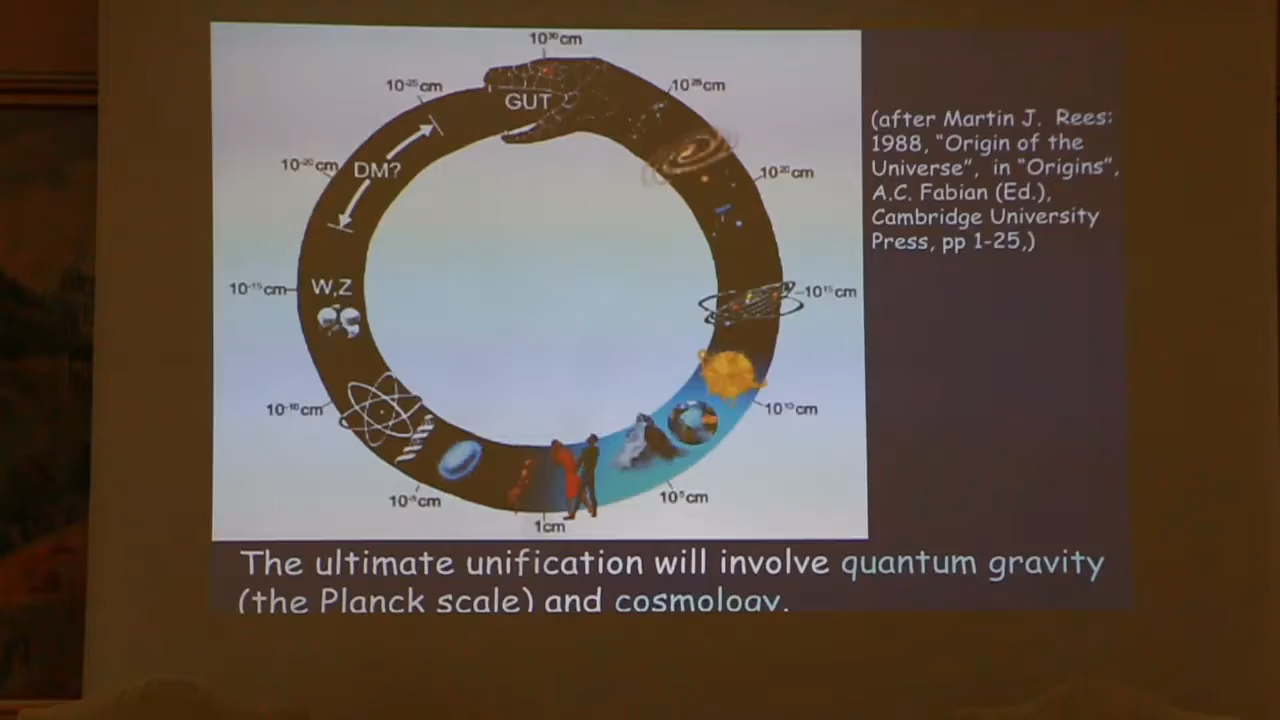 10³⁰cm
10⁻²⁵cm
10²⁵cm
GUT
10⁻²⁰cm
DM?
10²⁰cm
10⁻¹⁵cm
W,Z
10¹⁵cm
10⁻¹⁰cm
10¹⁰cm
10⁻⁵cm
10⁵cm
1cm
(after Martin J. Rees:
1988, "Origin of the
Universe", in "Origins",
A.C. Fabian (Ed.),
Cambridge University
Press, pp 1-25,)
The ultimate unification will involve quantum gravity
(the Planck scale) and cosmology.